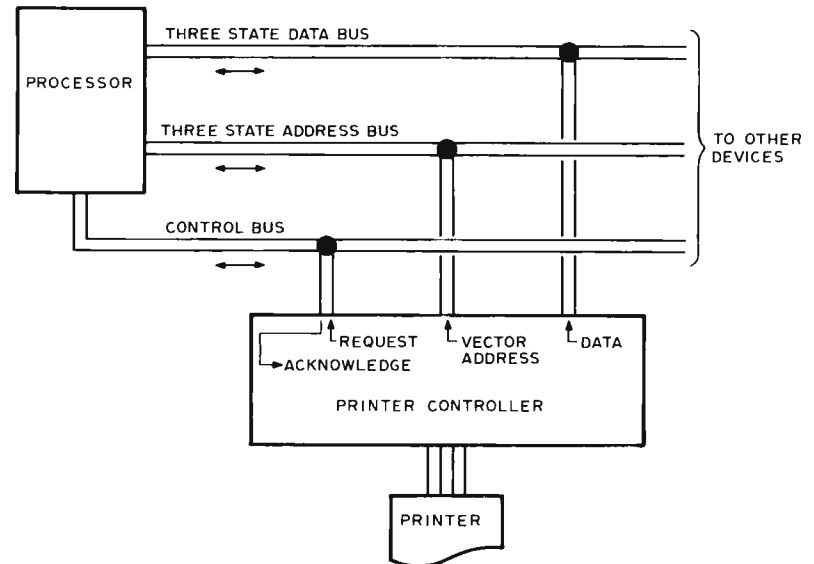 THREE STATE DATA BUS
PROCESSOR
THREE STATE ADDRESS BUS
TO OTHER
DEVICES
CONTROL BUS
REQUEST
VECTOR
ADDRESS
DATA
ACKNOWLEDGE
PRINTER CONTROLLER
PRINTER